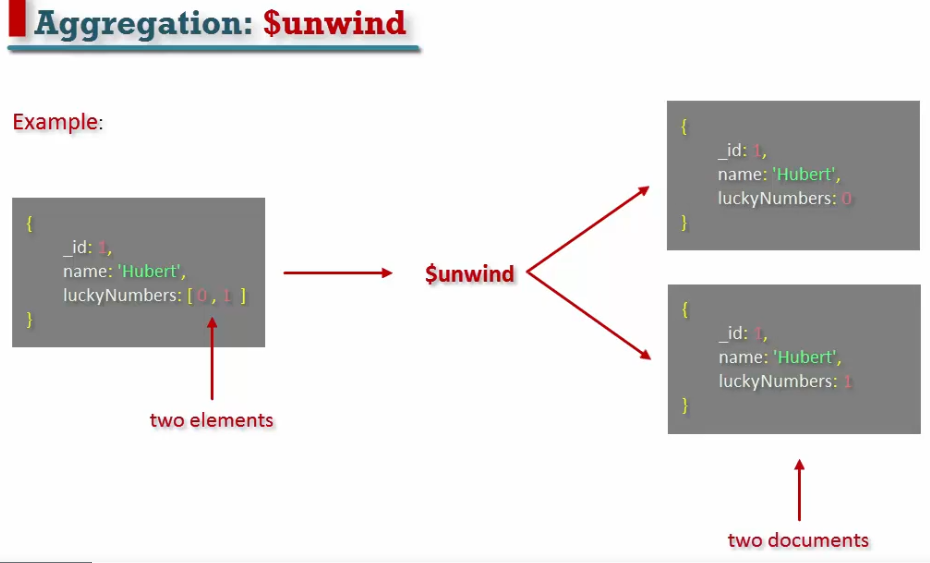 Aggregation: $unwind
Example:
{
_id: 1,
name: 'Hubert',
luckyNumbers: [ 0 , 1 ]
}
two elements
$unwind
{
_id: 1,
name: 'Hubert',
luckyNumbers: 0
}
{
_id: 1,
name: 'Hubert',
luckyNumbers: 1
}
two documents